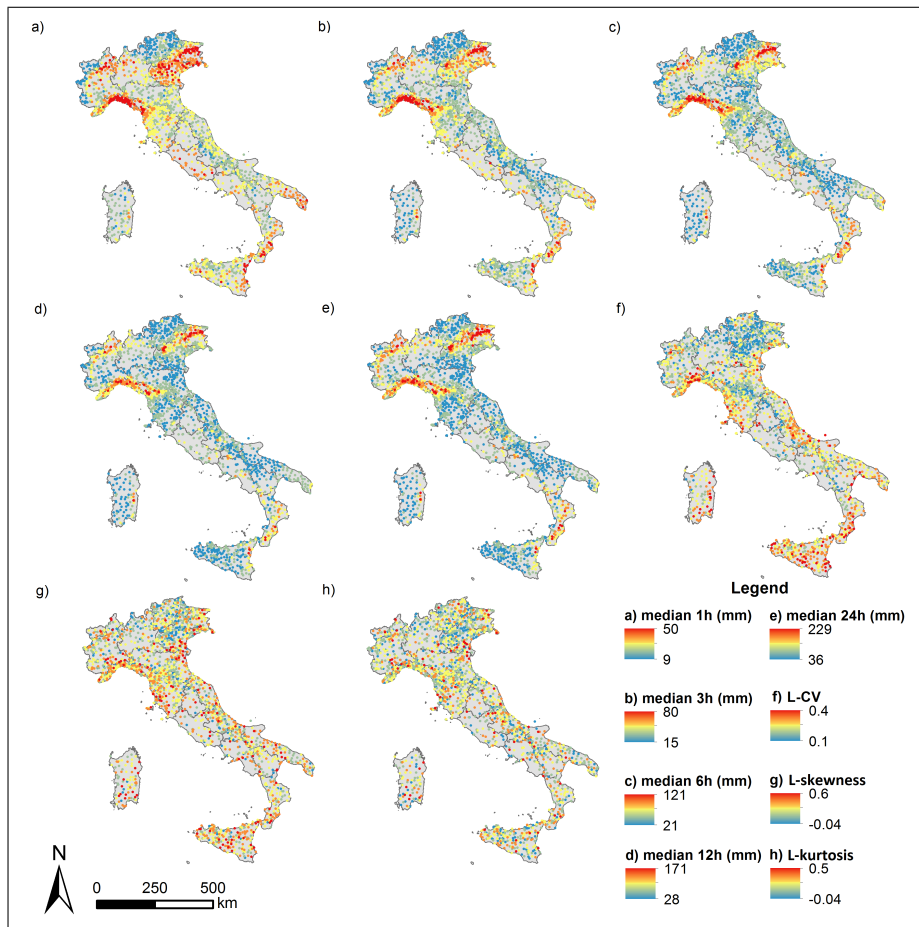 a)
b)
c)
d)
e)
f)
g)
h)
Legend
a) median 1h (mm)
50
9
e) median 24h (mm)
229
36
b) median 3h (mm)
80
15
f) L-CV
0.4
0.1
c) median 6h (mm)
121
21
g) L-skewness
0.6
-0.04
d) median 12h (mm)
171
28
h) L-kurtosis
0.5
-0.04
N
0 250 500
km